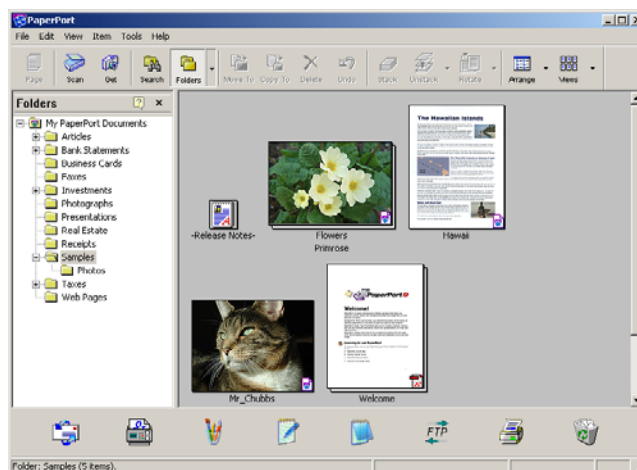 PaperPort
File Edit View Item Tools Help
Page Scan Get Search Folders Move To Copy To Delete Undo Stack Unstack Rotate Arrange Views
Folders
My PaperPort Documents
Articles
Bank Statements
Business Cards
Faxes
Investments
Photographs
Presentations
Real Estate
Receipts
Samples
Photos
Taxes
Web Pages
The Hawaiian Islands
-Release Notes-
Flowers
Primrose
Hawaii
PaperPort
Welcome!
Mr_Chubbs
Welcome
FTP
Folder: Samples (5 items).